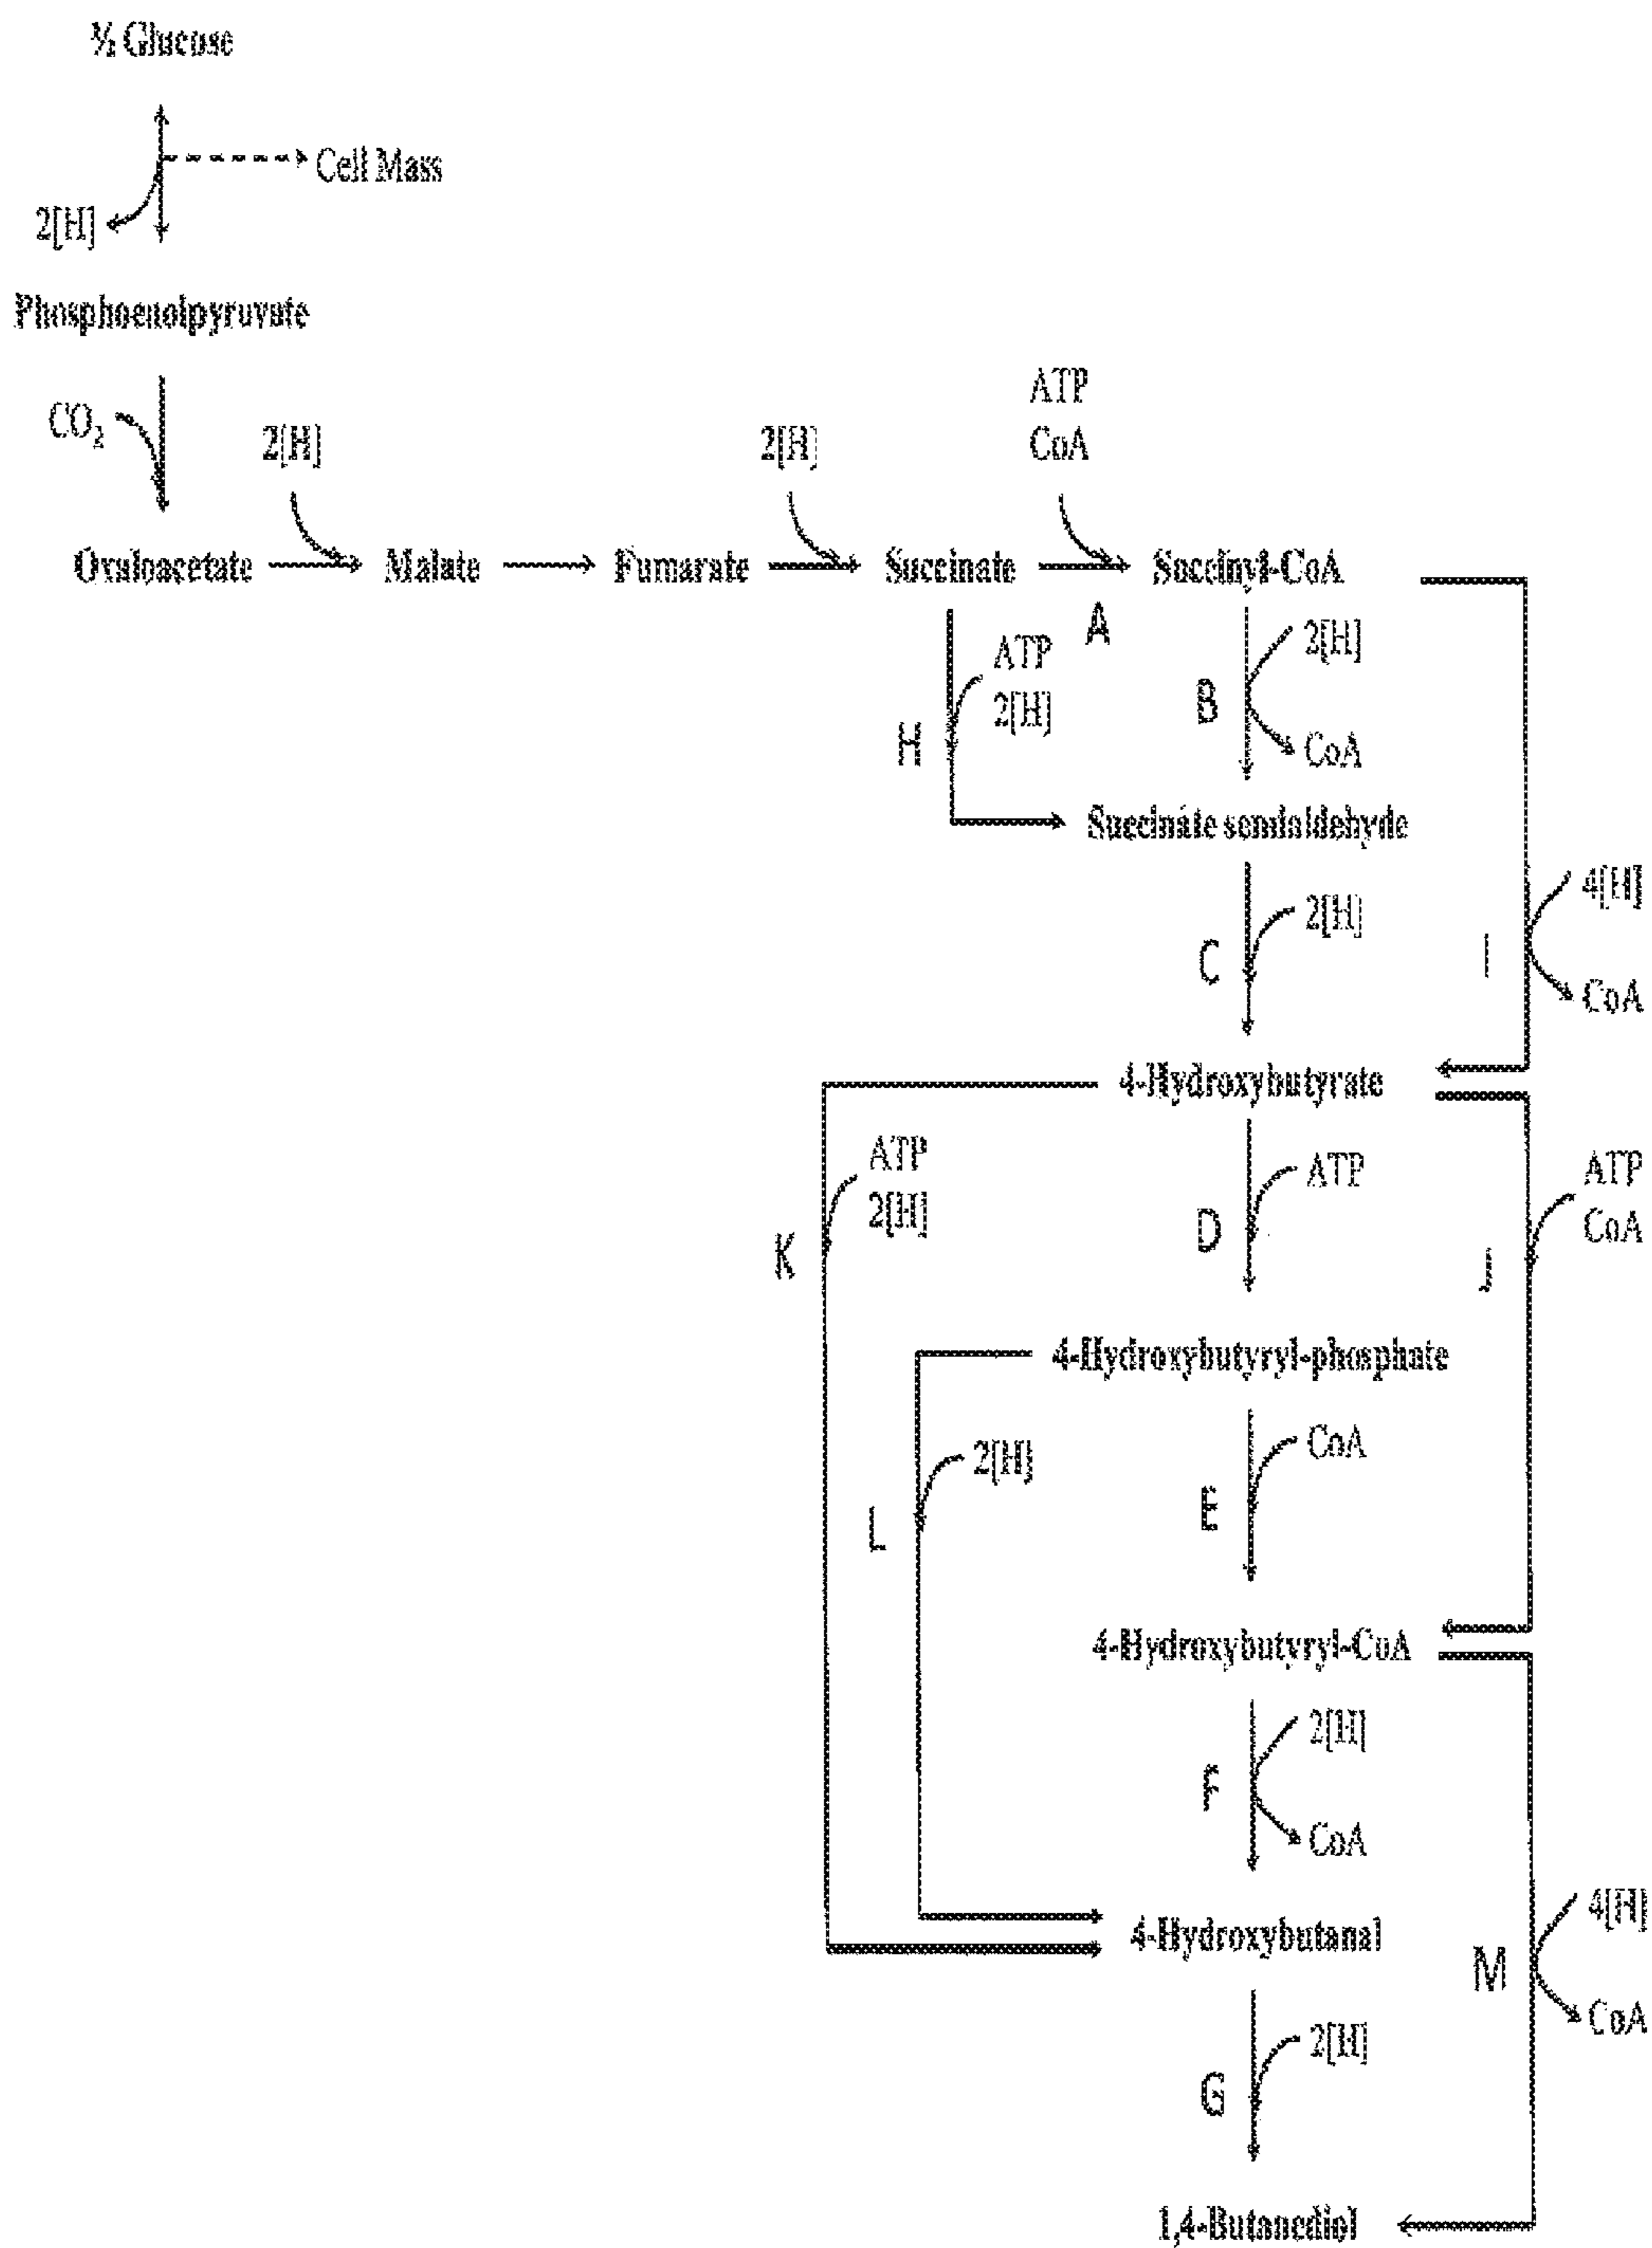 ½ Glucose
Cell Mass
2[H]
Phosphoenolpyruvate
CO₂
2[H]
2[H]
ATP
CoA
Oxaloacetate
Malate
Fumarate
Succinate
Succinyl-CoA
A
ATP
2[H]
H
2[H]
B
CoA
Succinate semialdehyde
2[H]
C
4[H]
I
CoA
4-Hydroxybutyrate
ATP
2[H]
K
ATP
D
ATP
CoA
J
4-Hydroxybutyryl-phosphate
2[H]
L
CoA
E
4-Hydroxybutyryl-CoA
2[H]
F
CoA
4-Hydroxybutanal
4[H]
M
CoA
2[H]
G
1,4-Butanediol